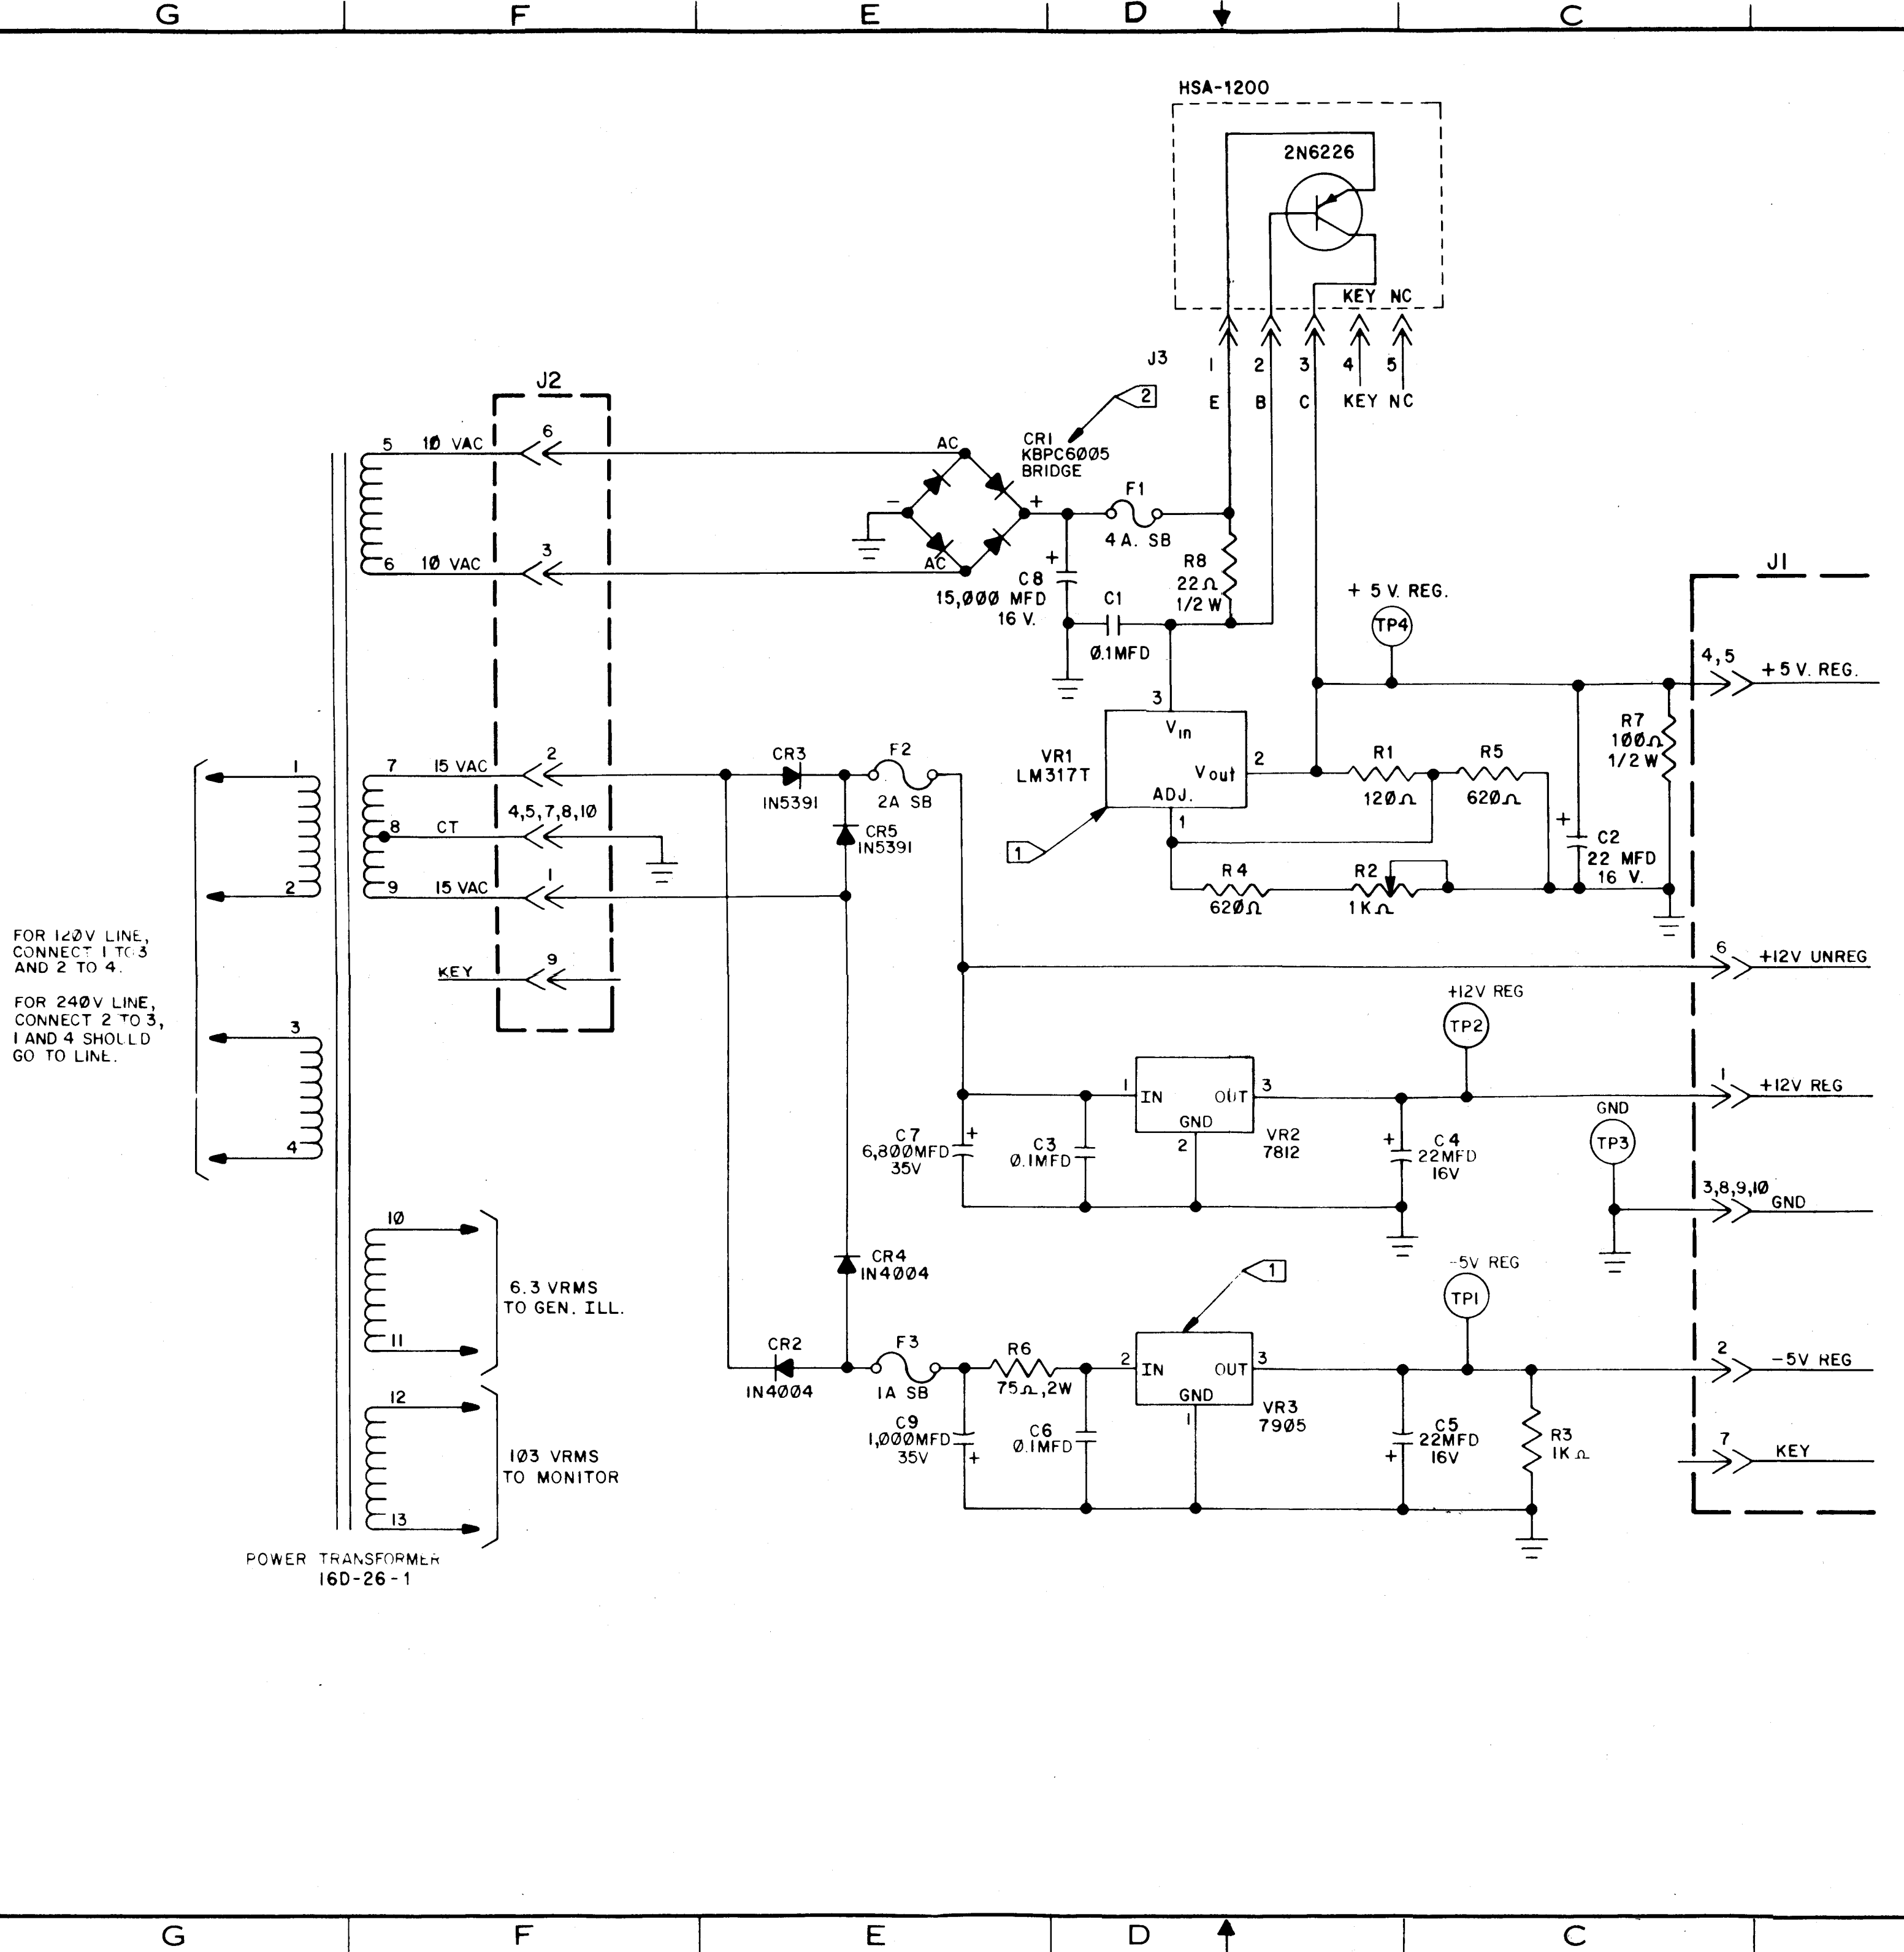 G F E D C
HSA-1200
2N6226
KEY NC
J3
1 2 3 4 5
E B C KEY NC
2
J2
5 10 VAC 6
AC
CR1
KBPC6005
BRIDGE
- +
F1
4 A. SB
6 10 VAC 3
AC
+
C8
15,000 MFD
16 V.
C1
0.1MFD
R8
22Ω
1/2 W
+ 5 V. REG.
TP4
J1
4,5
+ 5 V. REG.
3
Vin
VR1
LM317T
Vout
2
ADJ.
1
1
R1
120Ω
R5
620Ω
R7
100Ω
1/2 W
+
C2
22 MFD
16 V.
R4
620Ω
R2
1KΩ
1
2
7 15 VAC 2
CR3
1N5391
F2
2A SB
8 CT 4,5,7,8,10
CR5
1N5391
9 15 VAC 1
KEY 9
FOR 120V LINE,
CONNECT 1 TO 3
AND 2 TO 4.
FOR 240V LINE,
CONNECT 2 TO 3,
1 AND 4 SHOULD
GO TO LINE.
3
4
6
+12V UNREG
+12V REG
TP2
1 IN OUT 3
GND
2
VR2
7812
1
+12V REG
C7
6,800MFD
35V
+
C3
0.1MFD
+
C4
22MFD
16V
GND
TP3
3,8,9,10
GND
10
11
6.3 VRMS
TO GEN. ILL.
CR4
1N4004
1
-5V REG
TP1
CR2
1N4004
F3
1A SB
R6
75Ω,2W
2 IN OUT 3
GND
1
VR3
7905
2
-5V REG
12
13
103 VRMS
TO MONITOR
C9
1,000MFD
35V
+
C6
0.1MFD
C5
22MFD
16V
+
R3
1KΩ
7
KEY
POWER TRANSFORMER
16D-26-1
G F E D C